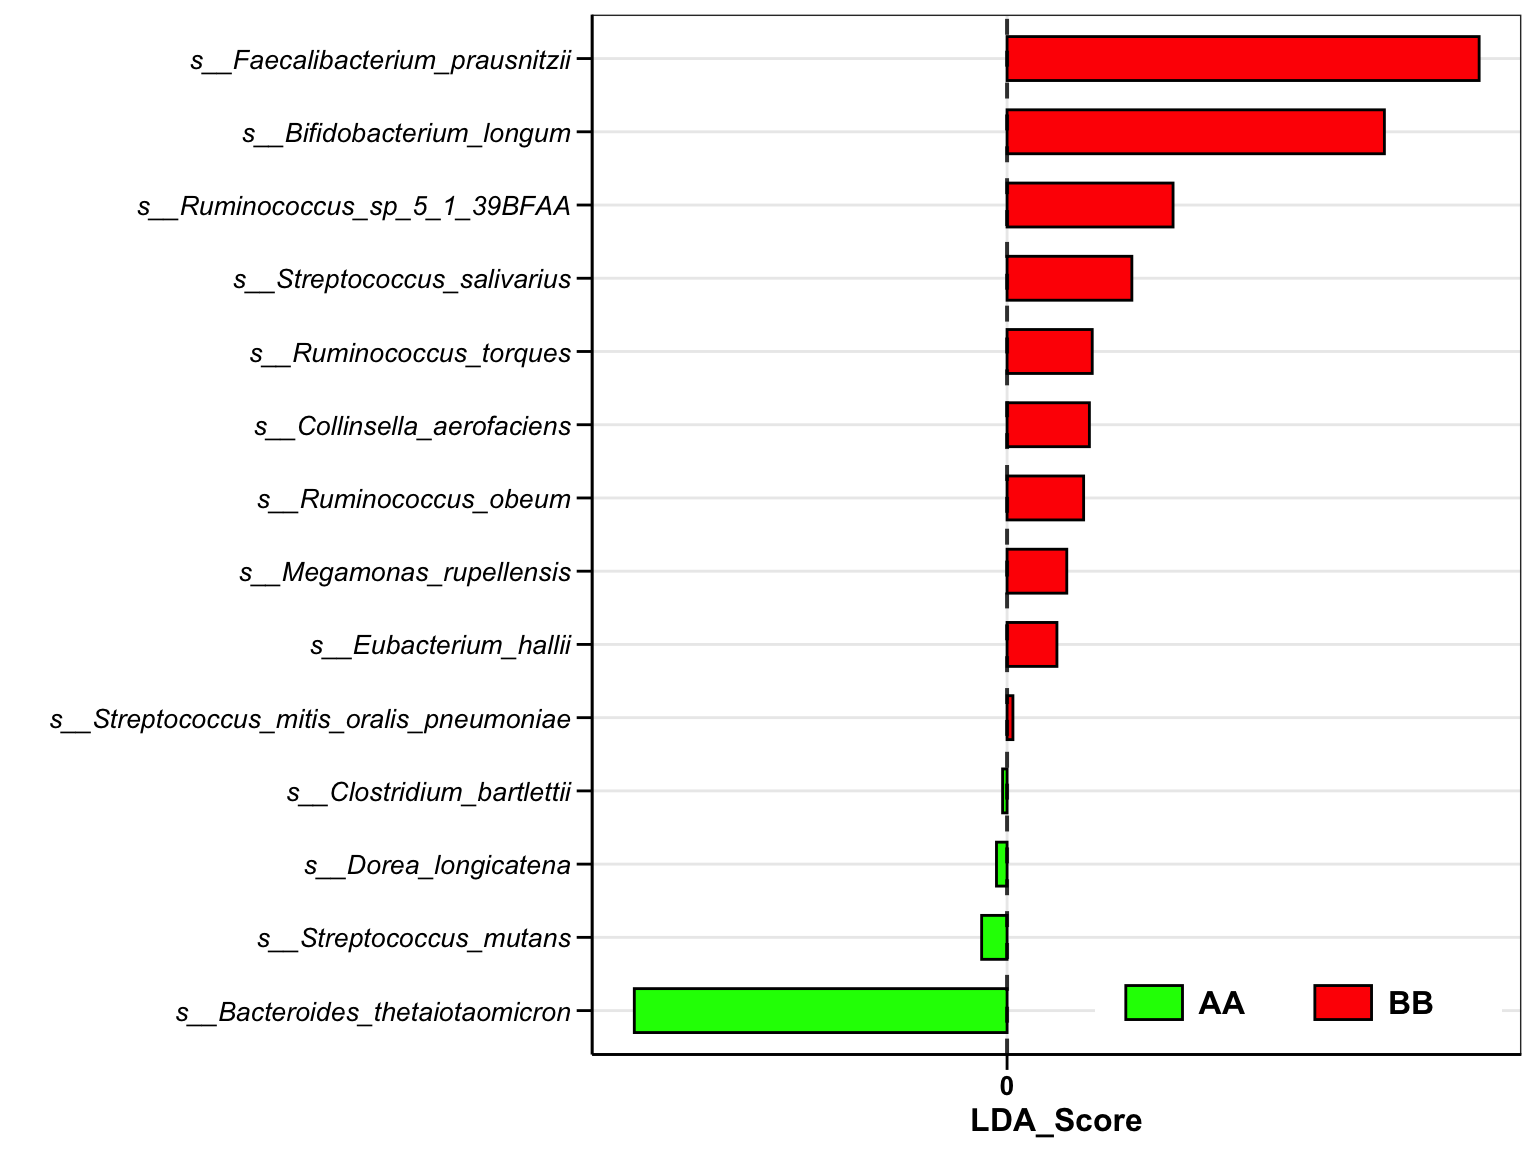 s__Faecalibacterium_prausnitzii
s__Bifidobacterium_longum
s__Ruminococcus_sp_5_1_39BFAA
s__Streptococcus_salivarius
s__Ruminococcus_torques
s__Collinsella_aerofaciens
s__Ruminococcus_obeum
s__Megamonas_rupellensis
s__Eubacterium_hallii
s__Streptococcus_mitis_oralis_pneumoniae
s__Clostridium_bartlettii
s__Dorea_longicatena
s__Streptococcus_mutans
s__Bacteroides_thetaiotaomicron
AA BB
0
LDA_Score